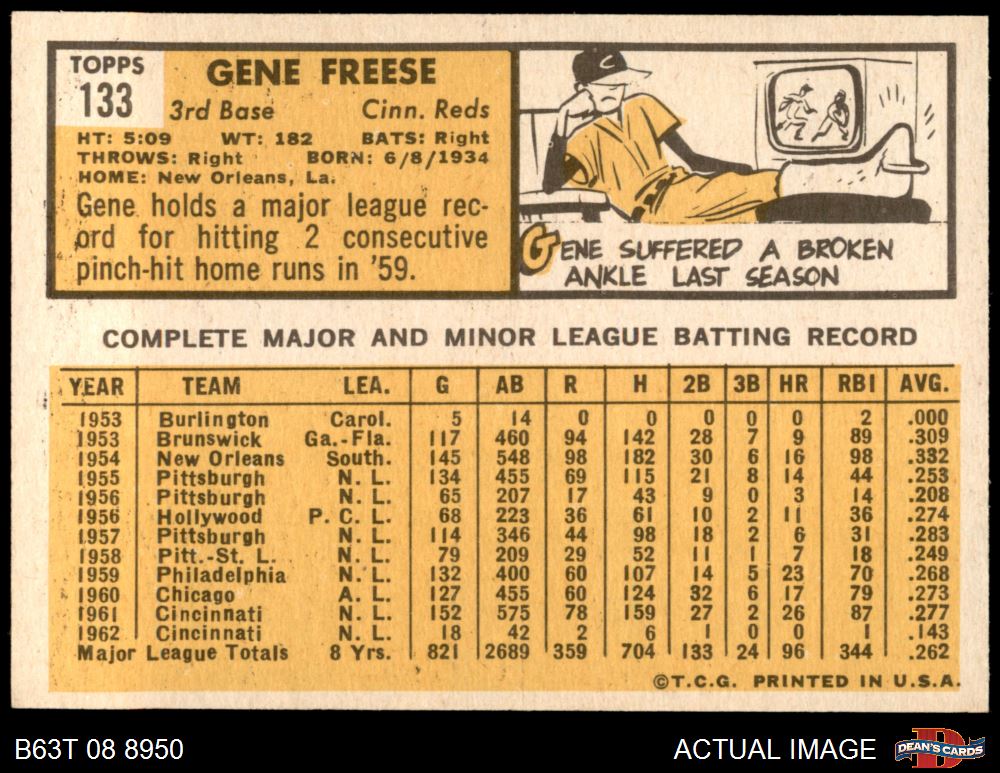 TOPPS
133
GENE FREESE
3rd Base Cinn. Reds
HT: 5:09 WT: 182 BATS: Right
THROWS: Right BORN: 6/8/1934
HOME: New Orleans, La.
Gene holds a major league rec-
ord for hitting 2 consecutive
pinch-hit home runs in '59.
C
GENE SUFFERED A BROKEN
ANKLE LAST SEASON
COMPLETE MAJOR AND MINOR LEAGUE BATTING RECORD
YEAR TEAM LEA. G AB R H 2B 3B HR RBI AVG.
1953 Burlington Carol. 5 14 0 0 0 0 0 2 .000
1953 Brunswick Ga.-Fla. 117 460 94 142 28 7 9 89 .309
1954 New Orleans South. 145 548 98 182 30 6 16 98 .332
1955 Pittsburgh N. L. 134 455 69 115 21 8 14 44 .253
1956 Pittsburgh N. L. 65 207 17 43 9 0 3 14 .208
1956 Hollywood P. C. L. 68 223 36 61 10 2 11 36 .274
1957 Pittsburgh N. L. 114 346 44 98 18 2 6 31 .283
1958 Pitt.-St. L. N. L. 79 209 29 52 11 1 7 18 .249
1959 Philadelphia N. L. 132 400 60 107 14 5 23 70 .268
1960 Chicago A. L. 127 455 60 124 32 6 17 79 .273
1961 Cincinnati N. L. 152 575 78 159 27 2 26 87 .277
1962 Cincinnati N. L. 18 42 2 6 1 0 0 1 .143
Major League Totals 8 Yrs. 821 2689 359 704 133 24 96 344 .262
©T.C.G. PRINTED IN U.S.A.
B63T 08 8950 ACTUAL IMAGE D DEAN'S CARDS